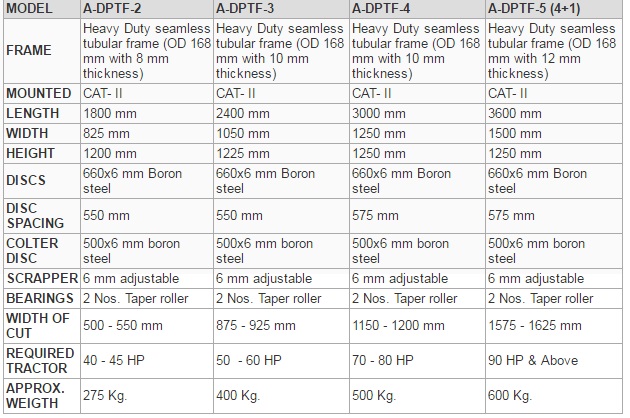 MODEL A-DPTF-2 A-DPTF-3 A-DPTF-4 A-DPTF-5 (4+1)
FRAME Heavy Duty seamless tubular frame (OD 168 mm with 8 mm thickness) Heavy Duty seamless tubular frame (OD 168 mm with 10 mm thickness) Heavy Duty seamless tubular frame (OD 168 mm with 10 mm thickness) Heavy Duty seamless tubular frame (OD 168 mm with 12 mm thickness)
MOUNTED CAT- II CAT- II CAT- II CAT- II
LENGTH 1800 mm 2400 mm 3000 mm 3600 mm
WIDTH 825 mm 1050 mm 1250 mm 1500 mm
HEIGHT 1200 mm 1225 mm 1250 mm 1250 mm
DISCS 660x6 mm Boron steel 660x6 mm Boron steel 660x6 mm Boron steel 660x6 mm Boron steel
DISC SPACING 550 mm 550 mm 575 mm 575 mm
COLTER DISC 500x6 mm boron steel 500x6 mm boron steel 500x6 mm boron steel 500x6 mm boron steel
SCRAPPER 6 mm adjustable 6 mm adjustable 6 mm adjustable 6 mm adjustable
BEARINGS 2 Nos. Taper roller 2 Nos. Taper roller 2 Nos. Taper roller 2 Nos. Taper roller
WIDTH OF CUT 500 - 550 mm 875 - 925 mm 1150 - 1200 mm 1575 - 1625 mm
REQUIRED TRACTOR 40 - 45 HP 50 - 60 HP 70 - 80 HP 90 HP & Above
APPROX. WEIGTH 275 Kg. 400 Kg. 500 Kg. 600 Kg.